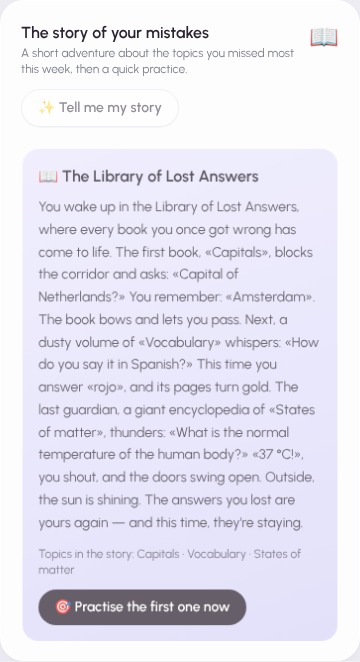 The story of your mistakes
A short adventure about the topics you missed most
this week, then a quick practice.
✨ Tell me my story
📖 The Library of Lost Answers
You wake up in the Library of Lost Answers,
where every book you once got wrong has
come to life. The first book, «Capitals», blocks
the corridor and asks: «Capital of
Netherlands?» You remember: «Amsterdam».
The book bows and lets you pass. Next, a
dusty volume of «Vocabulary» whispers: «How
do you say it in Spanish?» This time you
answer «rojo», and its pages turn gold. The
last guardian, a giant encyclopedia of «States
of matter», thunders: «What is the normal
temperature of the human body?» «37 °C!»,
you shout, and the doors swing open. Outside,
the sun is shining. The answers you lost are
yours again — and this time, they're staying.
Topics in the story: Capitals · Vocabulary · States of
matter
🎯 Practise the first one now